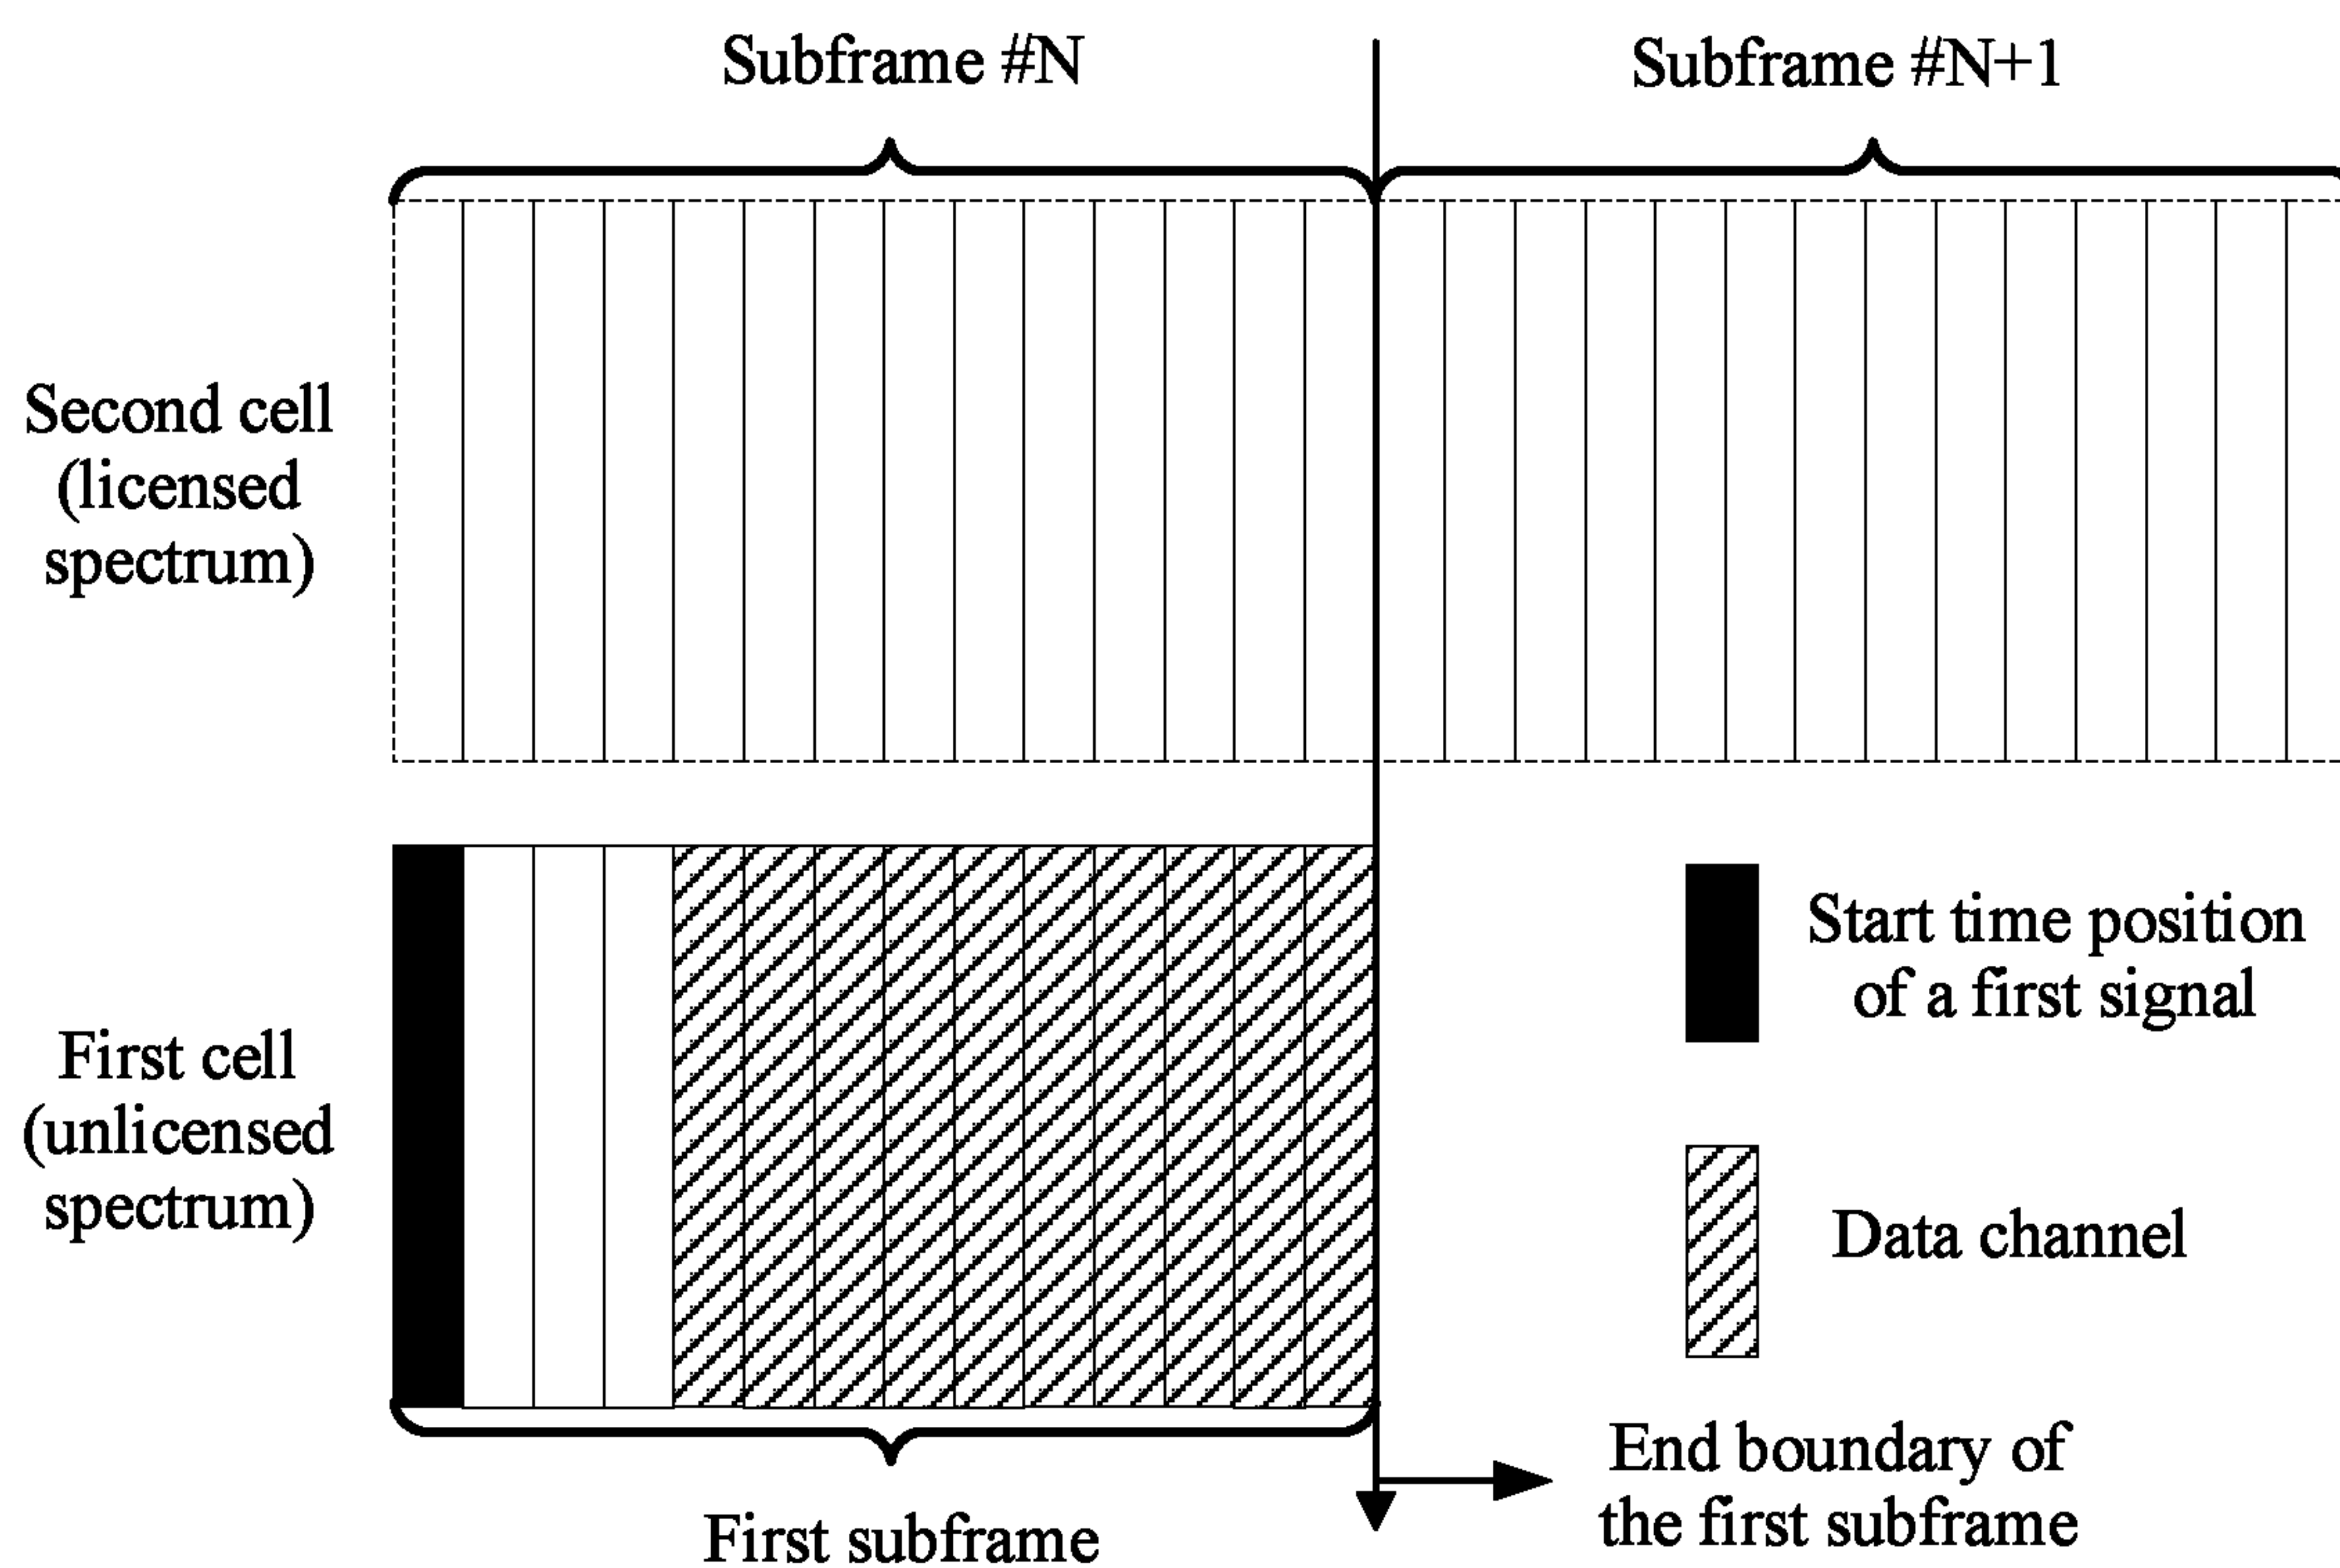 Subframe #N
Subframe #N+1
Second cell
(licensed
spectrum)
First cell
(unlicensed
spectrum)
Start time position
of a first signal
Data channel
End boundary of
the first subframe
First subframe